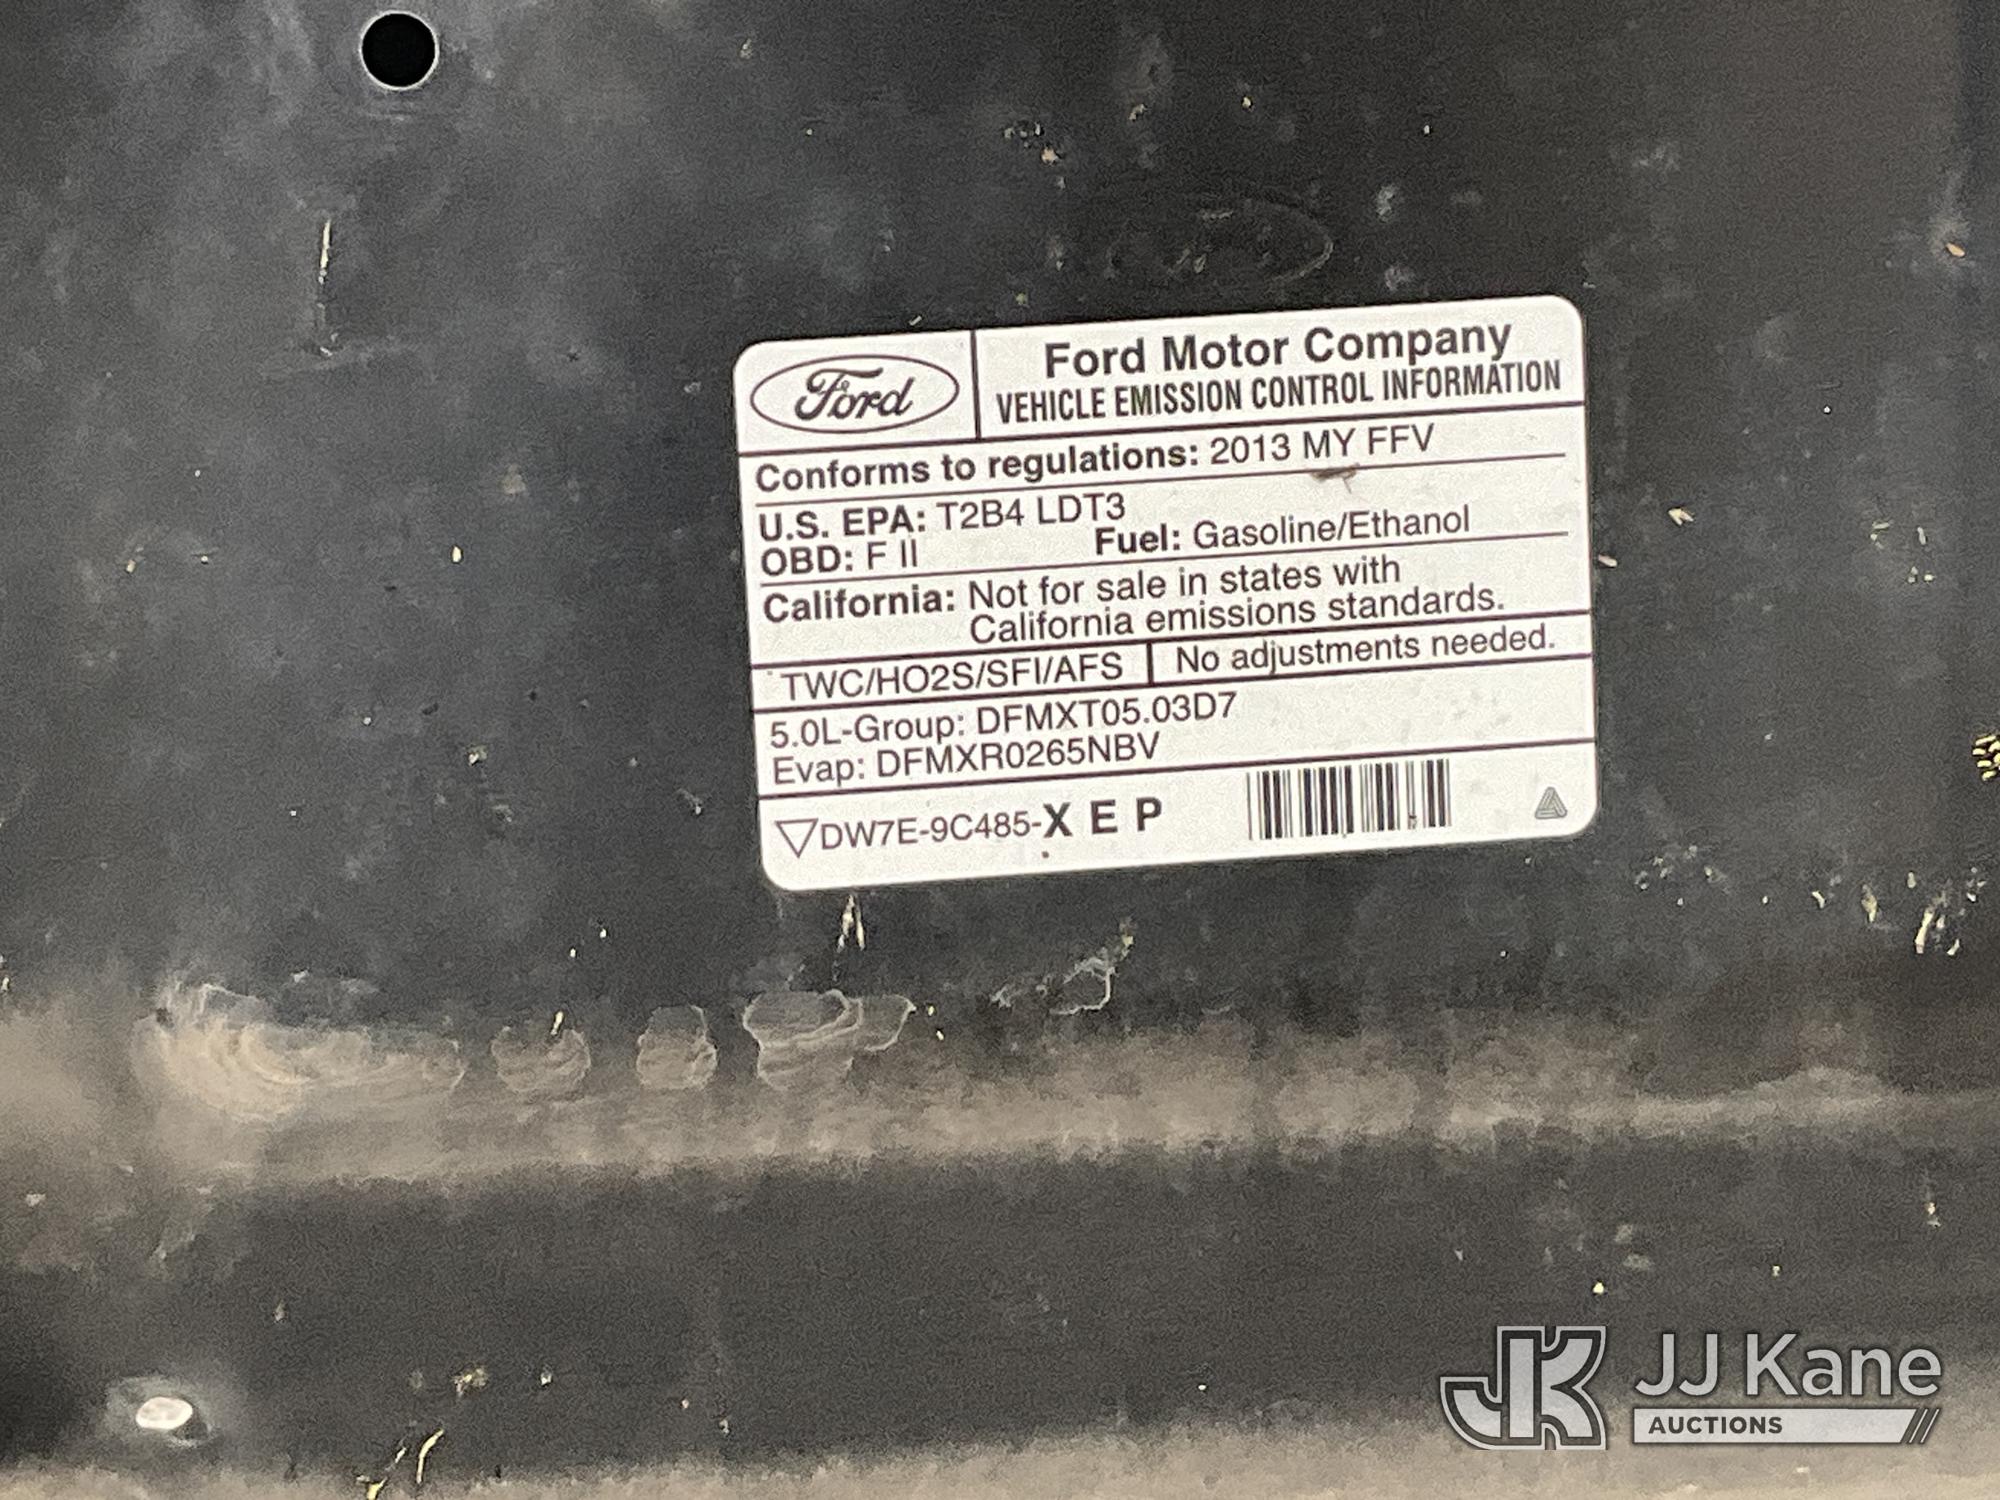 Ford
Ford Motor Company
VEHICLE EMISSION CONTROL INFORMATION
Conforms to regulations: 2013 MY FFV
U.S. EPA: T2B4 LDT3
OBD: F II Fuel: Gasoline/Ethanol
California: Not for sale in states with
California emissions standards.
TWC/HO2S/SFI/AFS No adjustments needed.
5.0L-Group: DFMXT05.03D7
Evap: DFMXR0265NBV
DW7E-9C485-X E P
JK JJ Kane
AUCTIONS